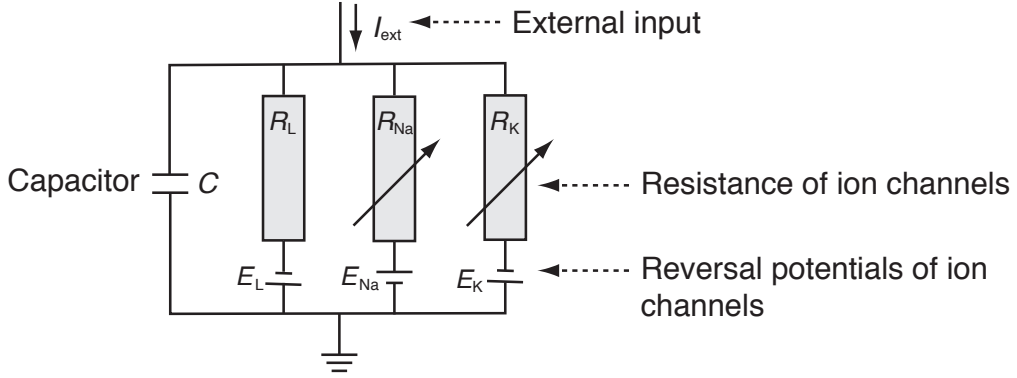 I_ext
External input
R_L
R_Na
R_K
Capacitor
C
Resistance of ion channels
E_L
E_Na
E_K
Reversal potentials of ion
channels